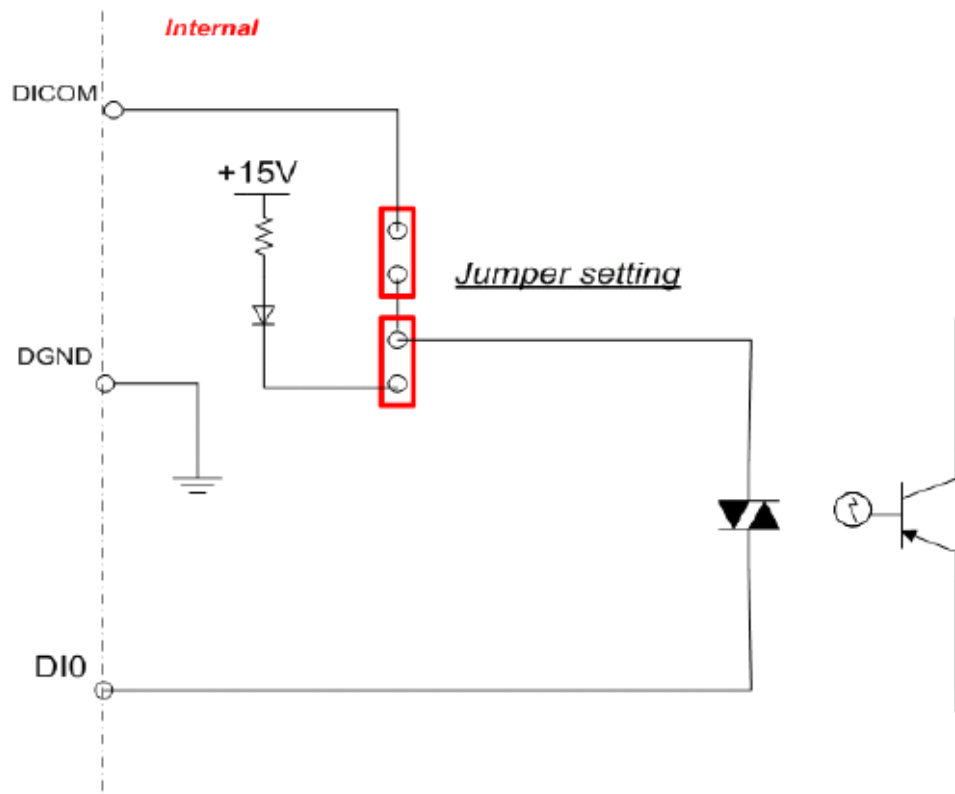 Internal
DICOM
+15V
Jumper setting
DGND
DI0